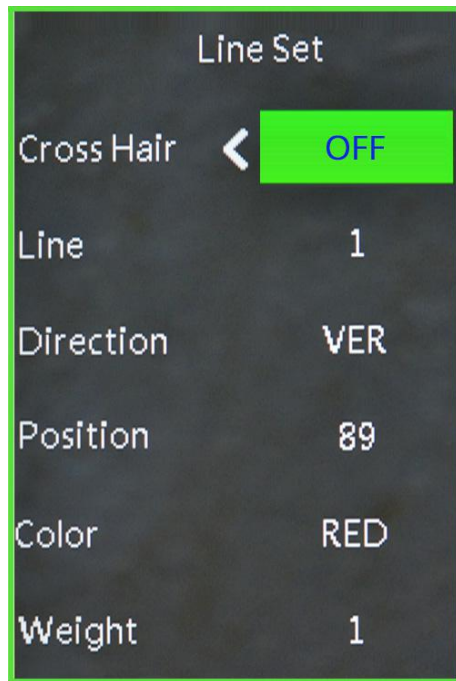 Line Set
Cross Hair < OFF
Line 1
Direction VER
Position 89
Color RED
Weight 1